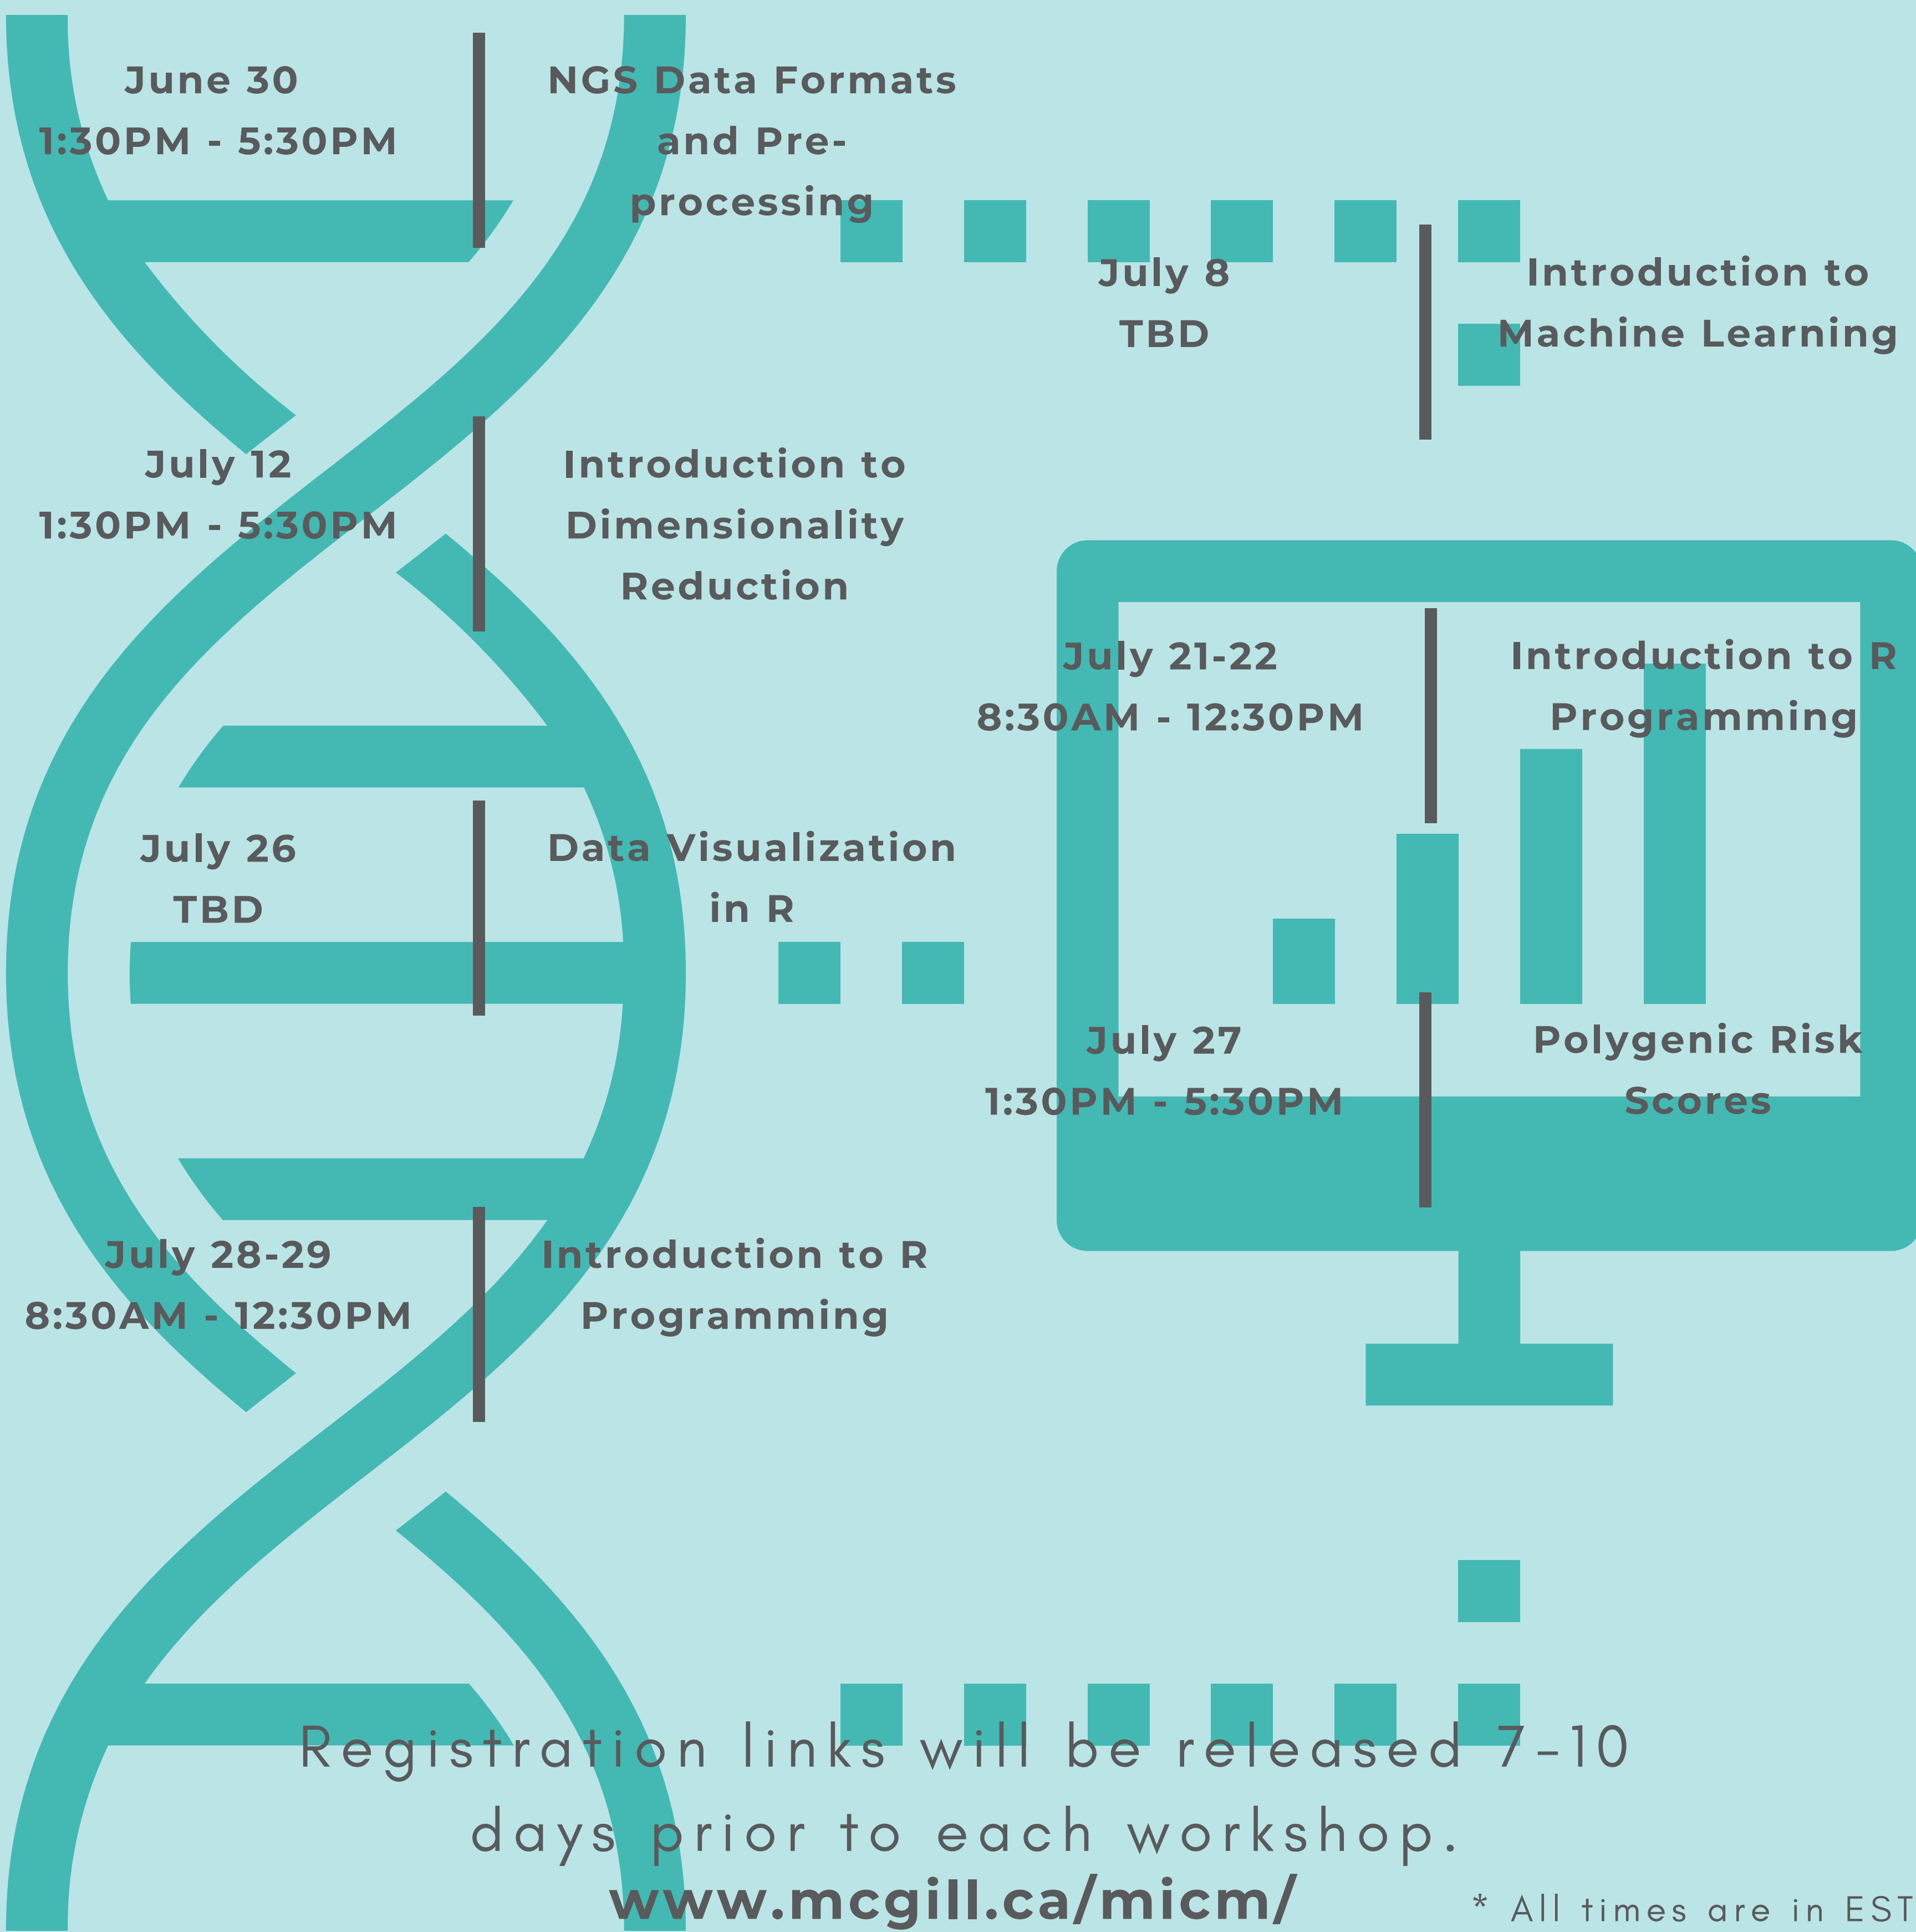 June 30
1:30PM - 5:30PM
NGS Data Formats
and Pre-
processing
July 8
TBD
Introduction to
Machine Learning
July 12
1:30PM - 5:30PM
Introduction to
Dimensionality
Reduction
July 21-22
8:30AM - 12:30PM
Introduction to R
Programming
July 26
TBD
Data Visualization
in R
July 27
1:30PM - 5:30PM
Polygenic Risk
Scores
July 28-29
8:30AM - 12:30PM
Introduction to R
Programming
Registration links will be released 7-10
days prior to each workshop.
www.mcgill.ca/micm/
* All times are in EST